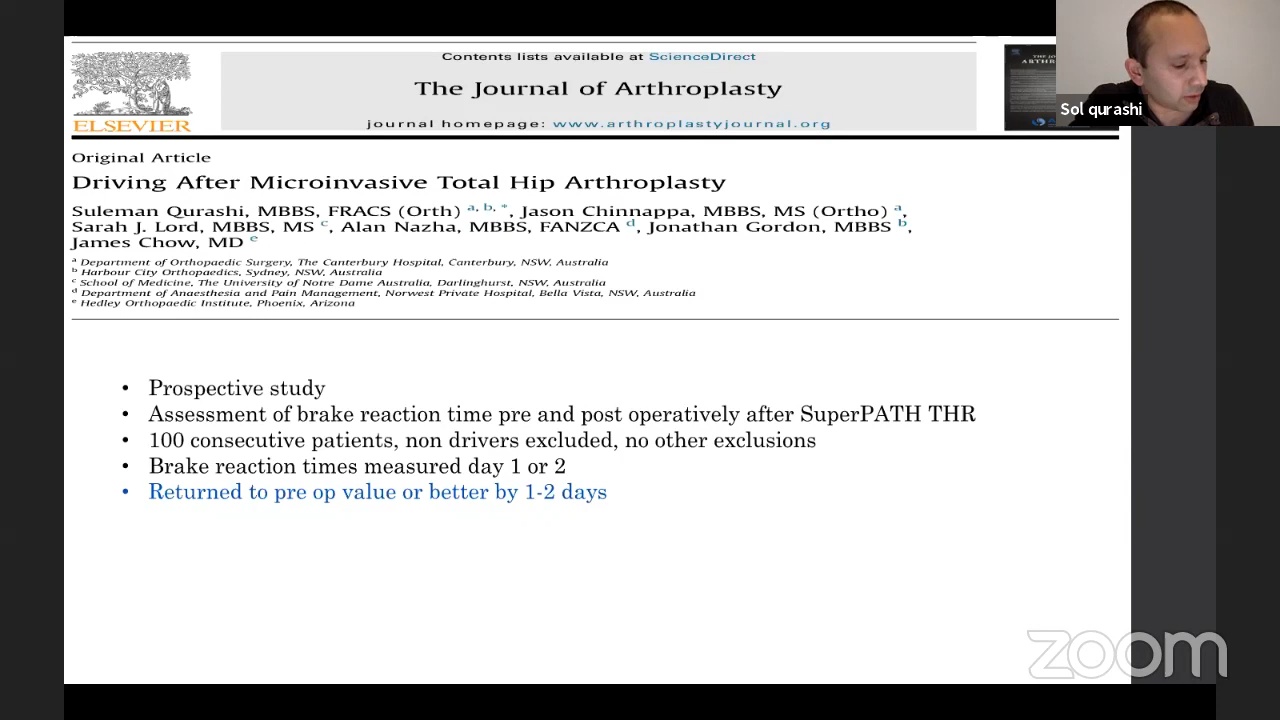 Contents lists available at ScienceDirect
The Journal of Arthroplasty
journal homepage: www.arthroplastyjournal.org
ELSEVIER
Sol qurashi
Original Article
Driving After Microinvasive Total Hip Arthroplasty
Suleman Qurashi, MBBS, FRACS (Orth) a, b, *, Jason Chinnappa, MBBS, MS (Ortho) a,
Sarah J. Lord, MBBS, MS c, Alan Nazha, MBBS, FANZCA d, Jonathan Gordon, MBBS b,
James Chow, MD e
a Department of Orthopaedic Surgery, The Canterbury Hospital, Canterbury, NSW, Australia
b Harbour City Orthopaedics, Sydney, NSW, Australia
c School of Medicine, The University of Notre Dame Australia, Darlinghurst, NSW, Australia
d Department of Anaesthesia and Pain Management, Norwest Private Hospital, Bella Vista, NSW, Australia
e Hedley Orthopaedic Institute, Phoenix, Arizona
• Prospective study
• Assessment of brake reaction time pre and post operatively after SuperPATH THR
• 100 consecutive patients, non drivers excluded, no other exclusions
• Brake reaction times measured day 1 or 2
• Returned to pre op value or better by 1-2 days
zoom